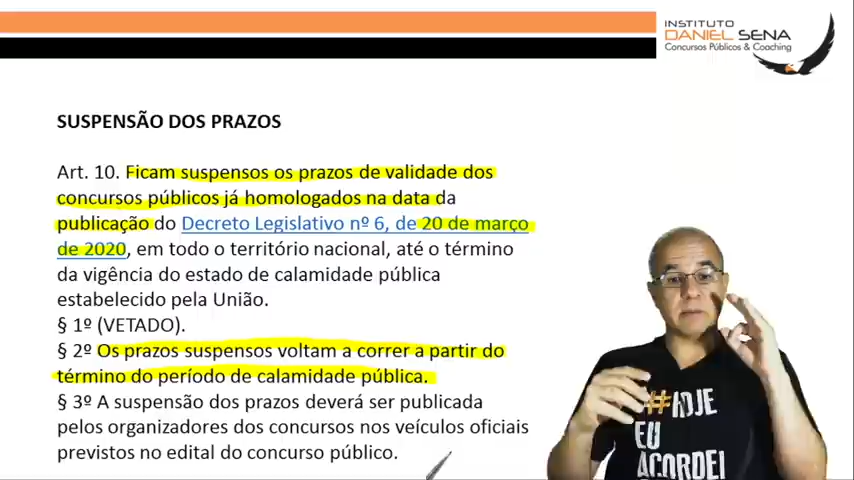 INSTITUTO
DANIEL SENA
Concursos Públicos & Coaching
SUSPENSÃO DOS PRAZOS
Art. 10. Ficam suspensos os prazos de validade dos
concursos públicos já homologados na data da
publicação do Decreto Legislativo nº 6, de 20 de março
de 2020, em todo o território nacional, até o término
da vigência do estado de calamidade pública
estabelecido pela União.
§ 1º (VETADO).
§ 2º Os prazos suspensos voltam a correr a partir do
término do período de calamidade pública.
§ 3º A suspensão dos prazos deverá ser publicada
pelos organizadores dos concursos nos veículos oficiais
previstos no edital do concurso público.
#HOJE
EU
ACORDEI